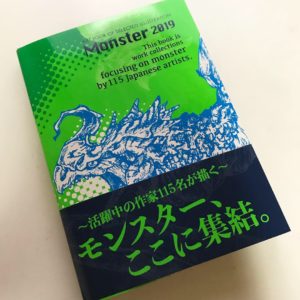 Monster 2019
This book is
work collections
focusing on monster
by 115 Japanese artists.
～活躍中の作家115名が描く～
モンスター、
ここに集結。